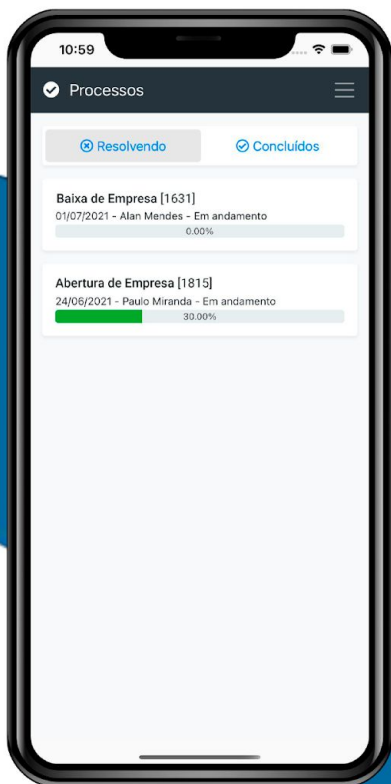 10:59
Processos
Resolvendo
Concluídos
Baixa de Empresa [1631]
01/07/2021 - Alan Mendes - Em andamento
0.00%
Abertura de Empresa [1815]
24/06/2021 - Paulo Miranda - Em andamento
30.00%